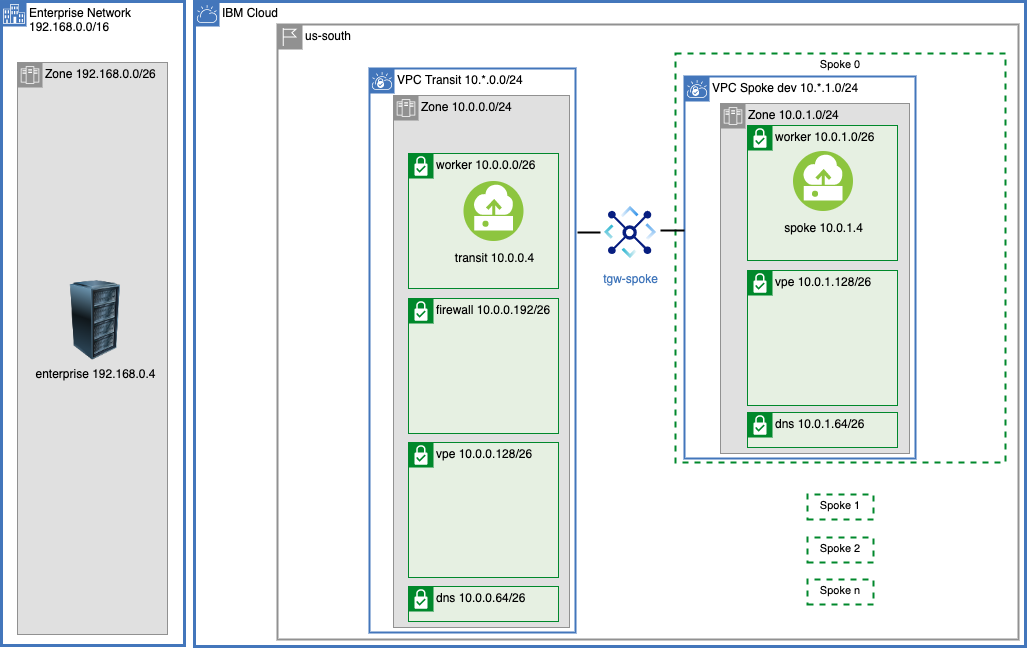 Enterprise Network
192.168.0.0/16
Zone 192.168.0.0/26
enterprise 192.168.0.4
IBM Cloud
us-south
VPC Transit 10.*.0.0/24
Zone 10.0.0.0/24
worker 10.0.0.0/26
transit 10.0.0.4
firewall 10.0.0.192/26
vpe 10.0.0.128/26
dns 10.0.0.64/26
tgw-spoke
Spoke 0
VPC Spoke dev 10.*.1.0/24
Zone 10.0.1.0/24
worker 10.0.1.0/26
spoke 10.0.1.4
vpe 10.0.1.128/26
dns 10.0.1.64/26
Spoke 1
Spoke 2
Spoke n